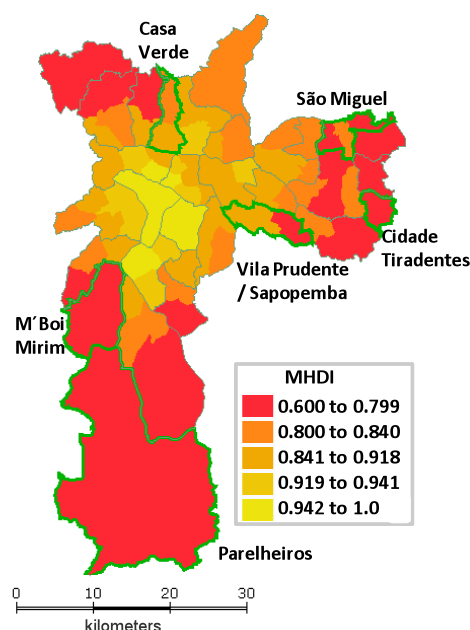 Casa
Verde
São Miguel
Cidade
Tiradentes
Vila Prudente
/ Sapopemba
M´Boi
Mirim
MHDI
0.600 to 0.799
0.800 to 0.840
0.841 to 0.918
0.919 to 0.941
0.942 to 1.0
Parelheiros
0 10 20 30
kilometers